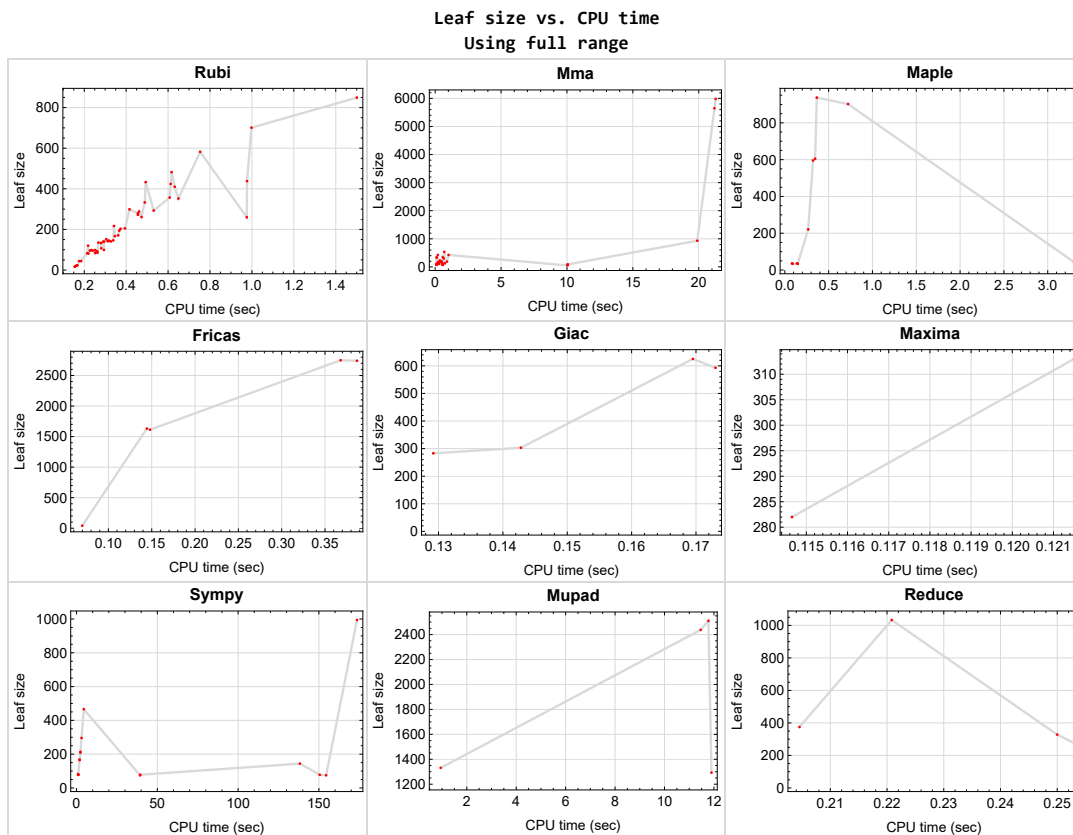 Leaf size vs. CPU time
Using full range
Rubi
Leaf size
800
600
400
200
0
0.2 0.4 0.6 0.8 1.0 1.2 1.4
CPU time (sec)
Mma
Leaf size
6000
5000
4000
3000
2000
1000
0
0 5 10 15 20
CPU time (sec)
Maple
Leaf size
800
600
400
200
0
0.0 0.5 1.0 1.5 2.0 2.5 3.0
CPU time (sec)
Fricas
Leaf size
2500
2000
1500
1000
500
0
0.10 0.15 0.20 0.25 0.30 0.35
CPU time (sec)
Giac
Leaf size
600
500
400
300
200
100
0
0.13 0.14 0.15 0.16 0.17
CPU time (sec)
Maxima
Leaf size
310
305
300
295
290
285
280
0.115 0.116 0.117 0.118 0.119 0.120 0.121
CPU time (sec)
Sympy
Leaf size
1000
800
600
400
200
0
0 50 100 150
CPU time (sec)
Mupad
Leaf size
2400
2200
2000
1800
1600
1400
1200
2 4 6 8 10 12
CPU time (sec)
Reduce
Leaf size
1000
800
600
400
200
0
0.21 0.22 0.23 0.24 0.25
CPU time (sec)